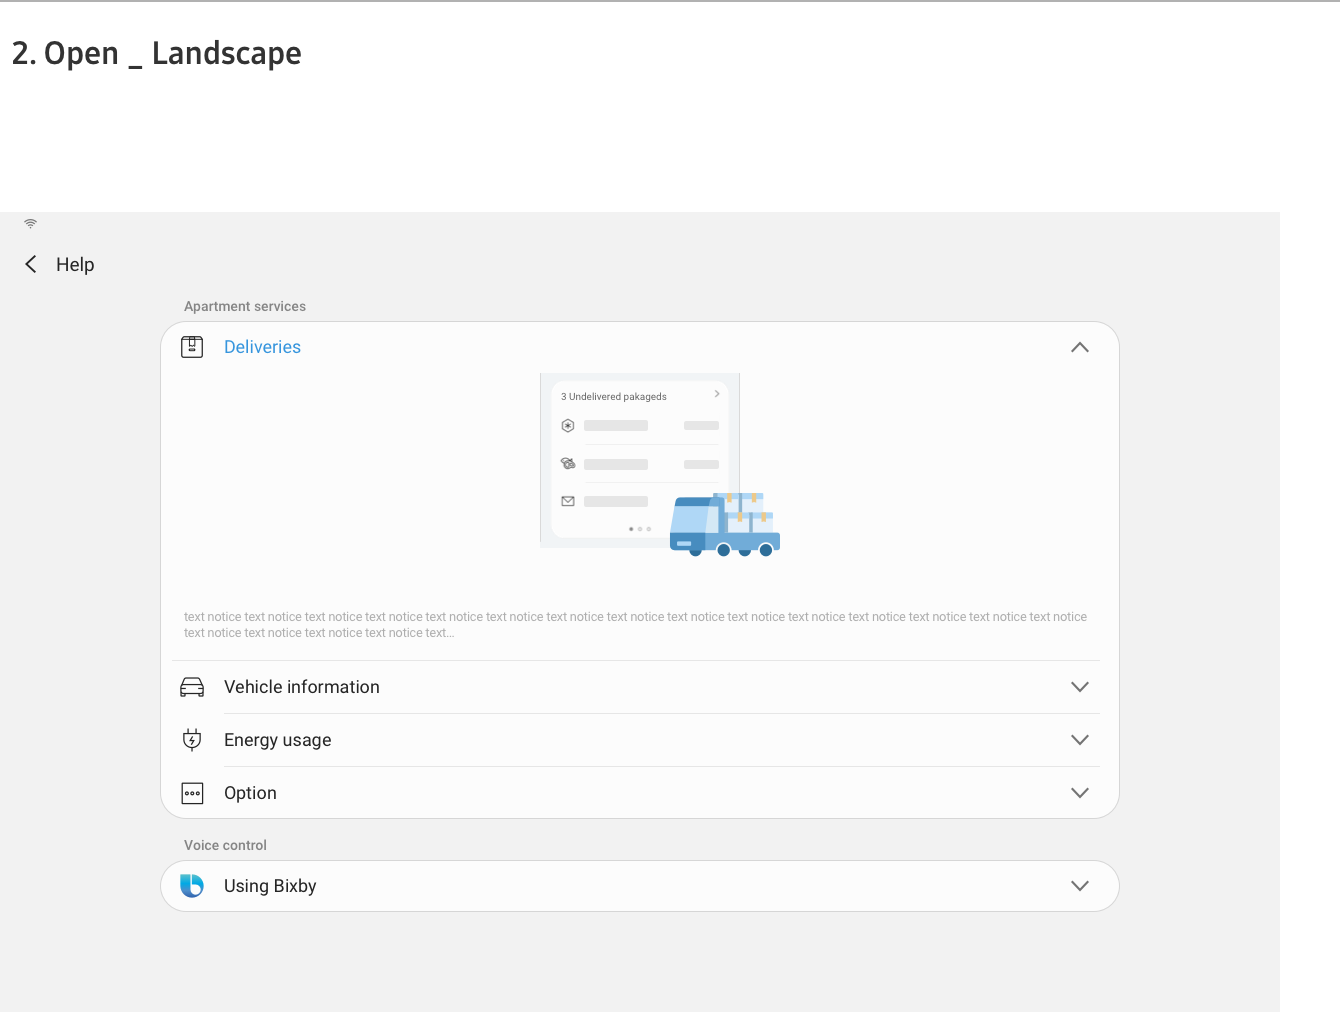 2. Open _ Landscape
Help
Apartment services
Deliveries
3 Undelivered pakageds
text notice text notice text notice text notice text notice text notice text notice text notice text notice text notice text notice text notice text notice text notice text notice
text notice text notice text notice text notice text...
Vehicle information
Energy usage
Option
Voice control
Using Bixby